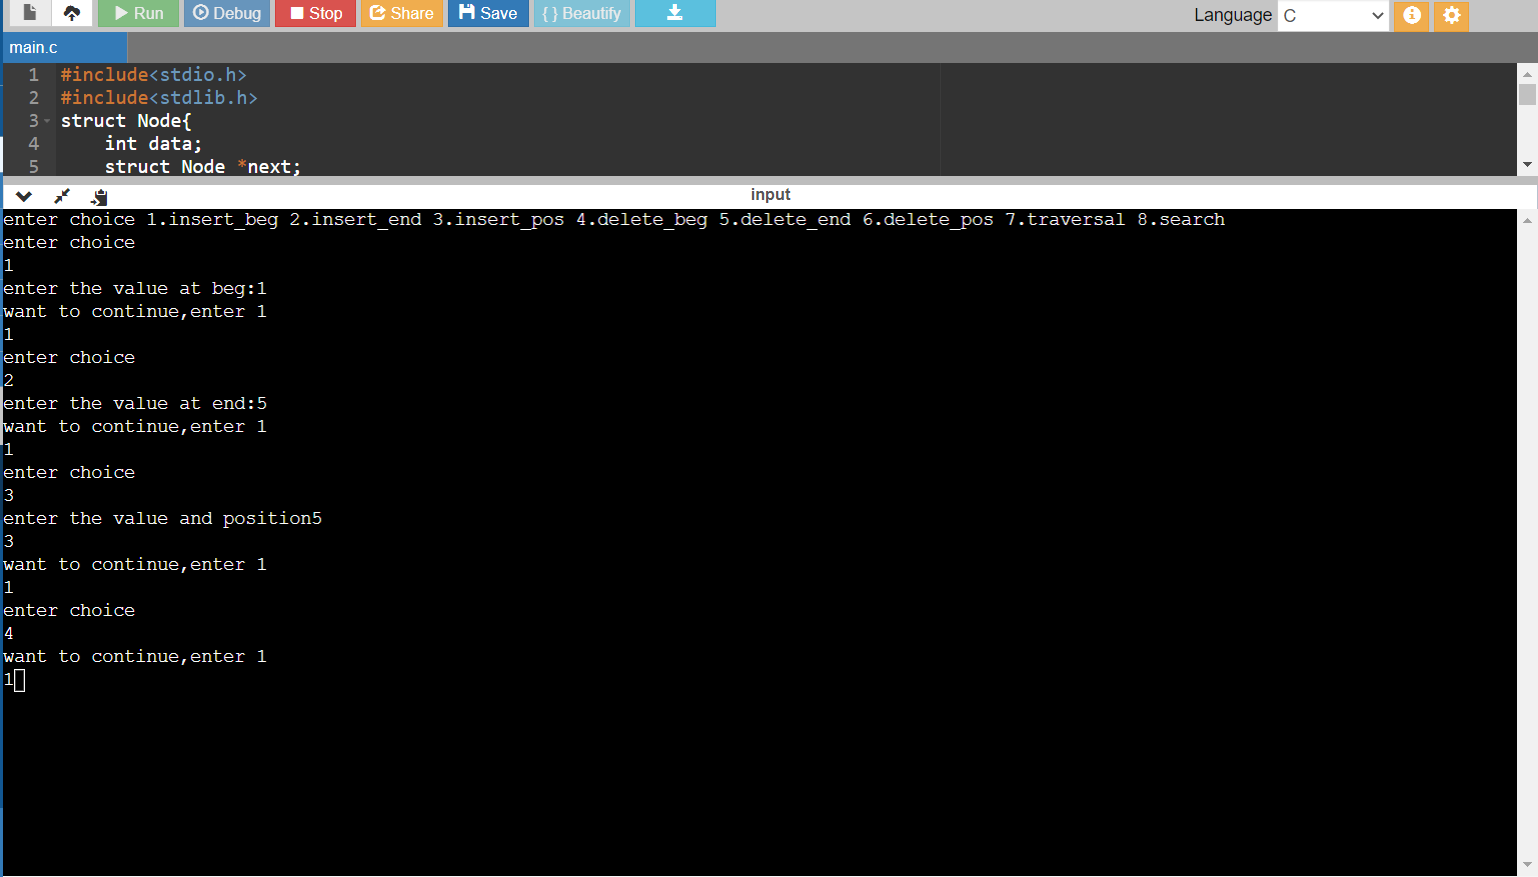 Run Debug Stop Share Save { } Beautify Language C
main.c
1 #include<stdio.h>
2 #include<stdlib.h>
3 struct Node{
4 int data;
5 struct Node *next;
input
enter choice 1.insert_beg 2.insert_end 3.insert_pos 4.delete_beg 5.delete_end 6.delete_pos 7.traversal 8.search
enter choice
1
enter the value at beg:1
want to continue,enter 1
1
enter choice
2
enter the value at end:5
want to continue,enter 1
1
enter choice
3
enter the value and position5
3
want to continue,enter 1
1
enter choice
4
want to continue,enter 1
1